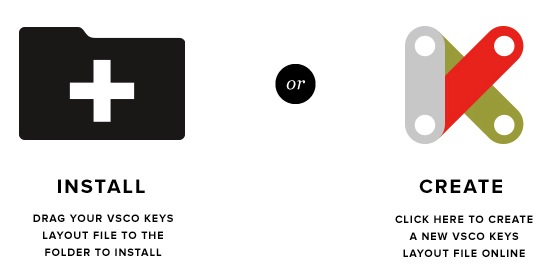 INSTALL
DRAG YOUR VSCO KEYS
LAYOUT FILE TO THE
FOLDER TO INSTALL
or
CREATE
CLICK HERE TO CREATE
A NEW VSCO KEYS
LAYOUT FILE ONLINE